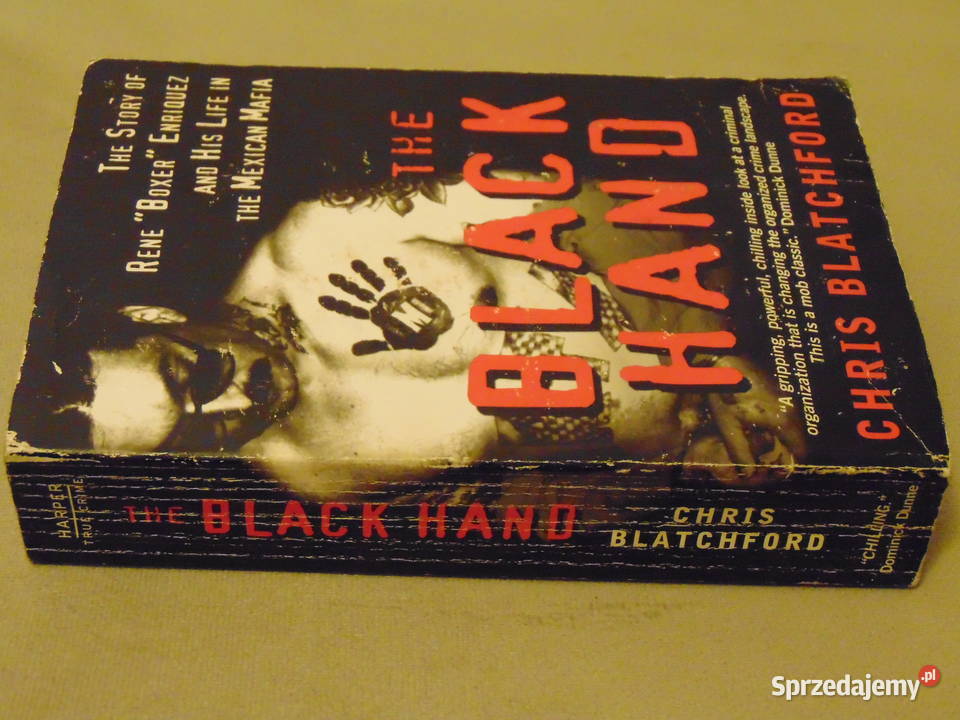 THE STORY OF
RENE "BOXER" ENRIQUEZ
AND HIS LIFE IN
THE MEXICAN MAFIA
THE
BLACK
HAND
"A gripping, powerful, chilling inside look at a criminal
organization that is changing the organized crime landscape.
This is a mob classic." Dominick Dunne
CHRIS BLATCHFORD
HARPER
TRUE CRIME
THE BLACK HAND
CHRIS
BLATCHFORD
"CHILLING"
Dominick Dunne
Sprzedajemy.pl